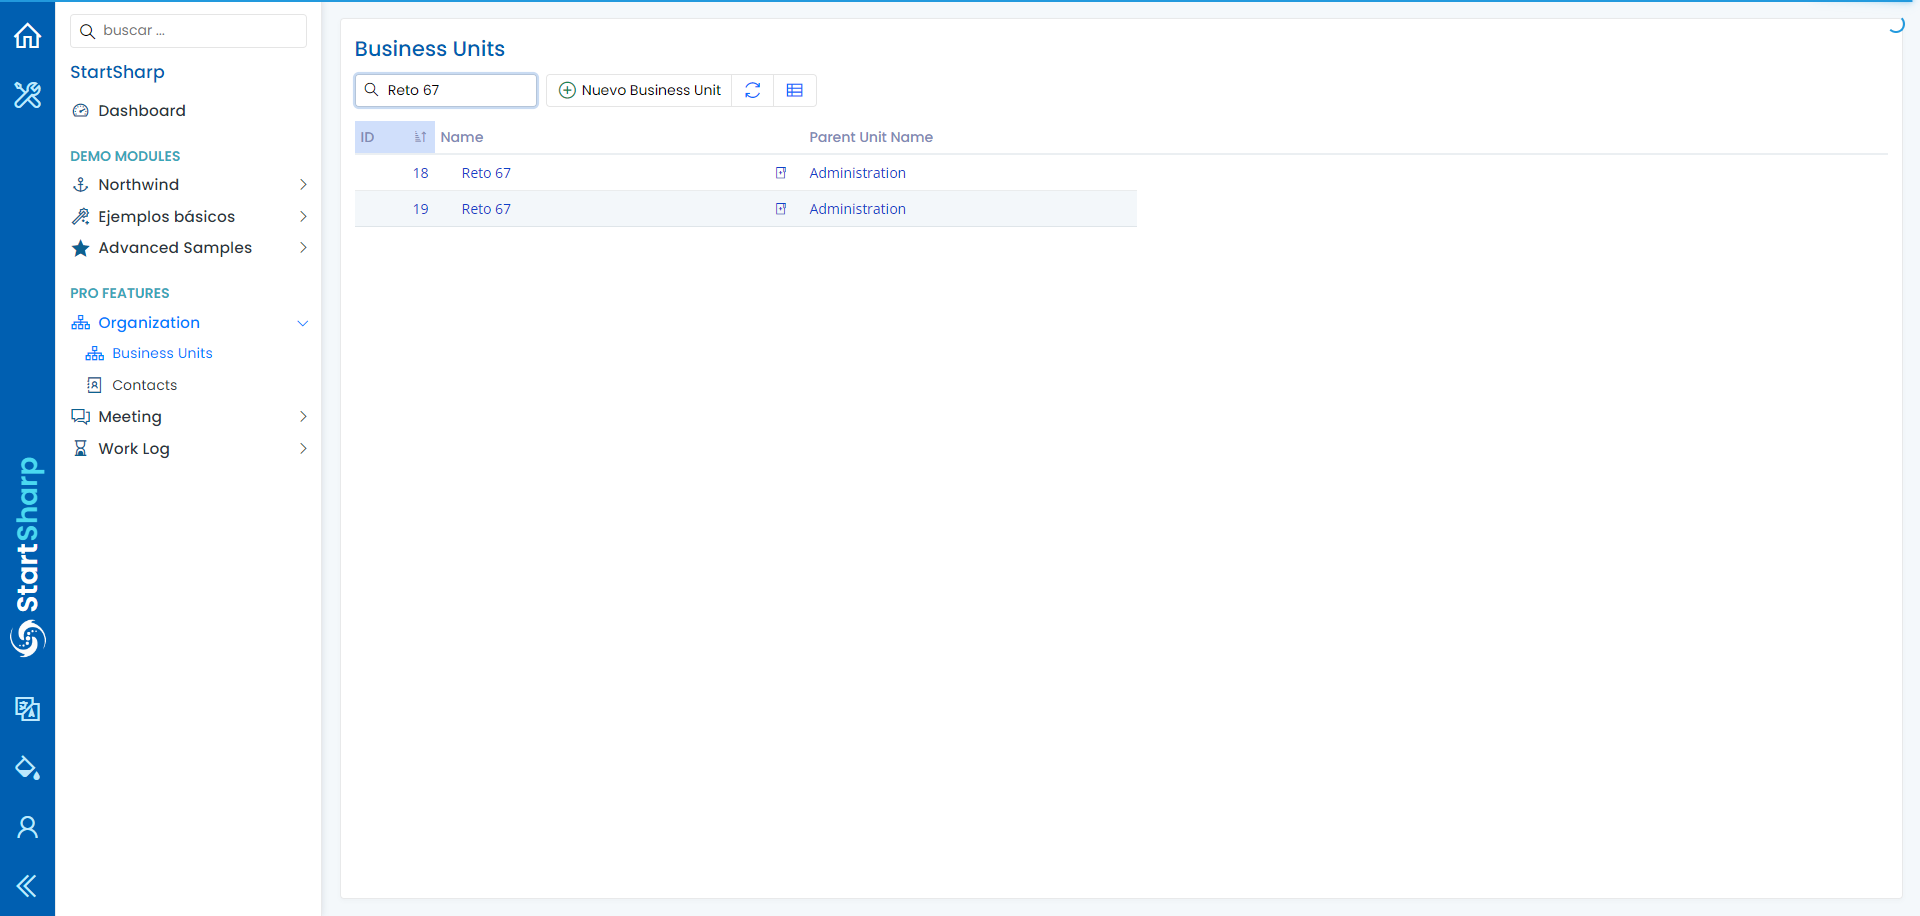 buscar ...
StartSharp
Dashboard
DEMO MODULES
Northwind
Ejemplos básicos
Advanced Samples
PRO FEATURES
Organization
Business Units
Contacts
Meeting
Work Log
StartSharp
Business Units
Reto 67
Nuevo Business Unit
ID Name Parent Unit Name
18 Reto 67 Administration
19 Reto 67 Administration